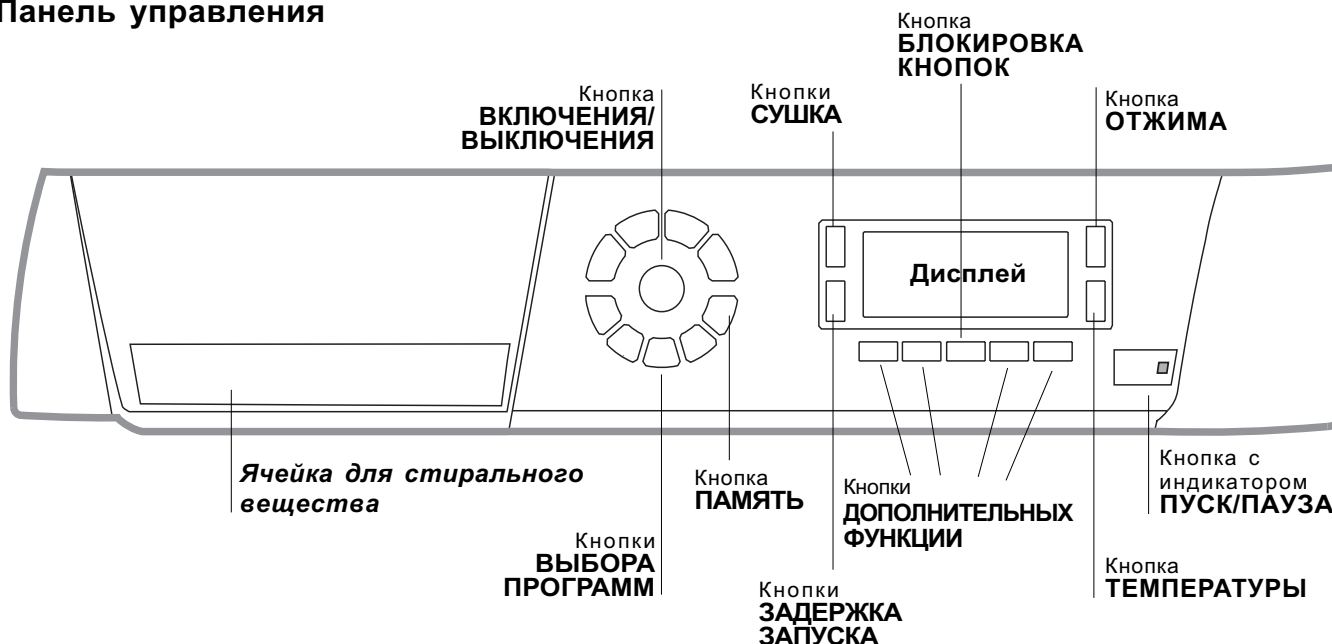 Панель управления
Кнопка
БЛОКИРОВКА
КНОПОК
Кнопка
ВКЛЮЧЕНИЯ/
ВЫКЛЮЧЕНИЯ
Кнопки
СУШКА
Кнопка
ОТЖИМА
Дисплей
Ячейка для стирального
вещества
Кнопка
ПАМЯТЬ
Кнопки
ДОПОЛНИТЕЛЬНЫХ
ФУНКЦИИ
Кнопка с
индикатором
ПУСК/ПАУЗА
Кнопки
ВЫБОРА
ПРОГРАММ
Кнопки
ЗАДЕРЖКА
ЗАПУСКА
Кнопка
ТЕМПЕРАТУРЫ